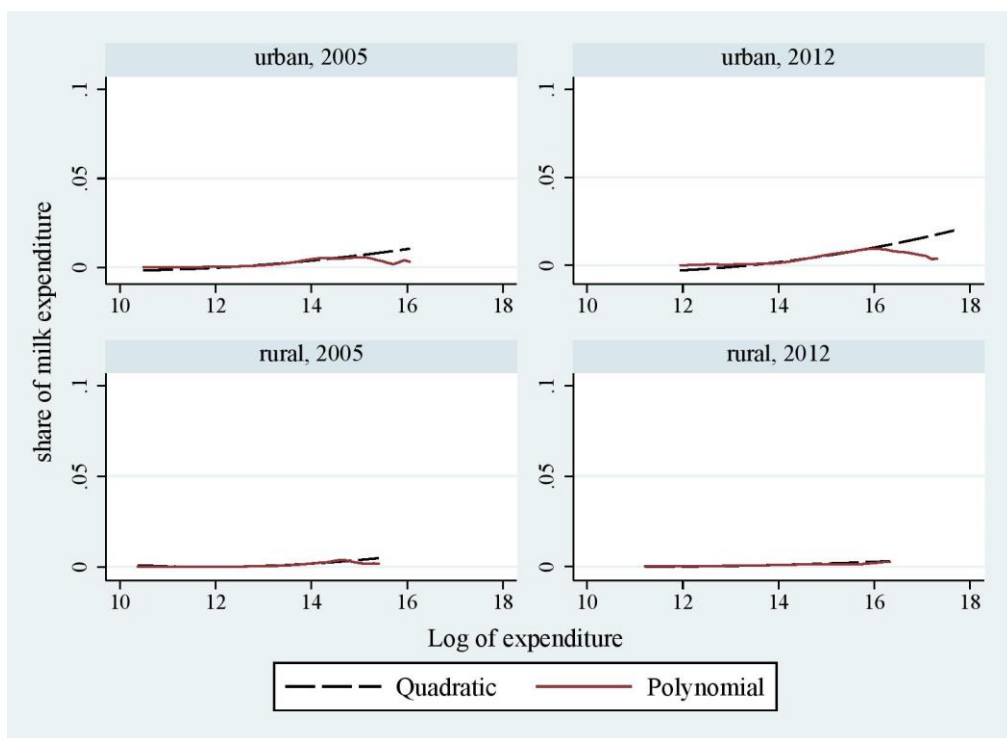 urban, 2005
urban, 2012
.1
.05
0
10 12 14 16 18
.1
.05
0
10 12 14 16 18
rural, 2005
rural, 2012
.1
.05
0
10 12 14 16 18
.1
.05
0
10 12 14 16 18
share of milk expenditure
Log of expenditure
Quadratic
Polynomial